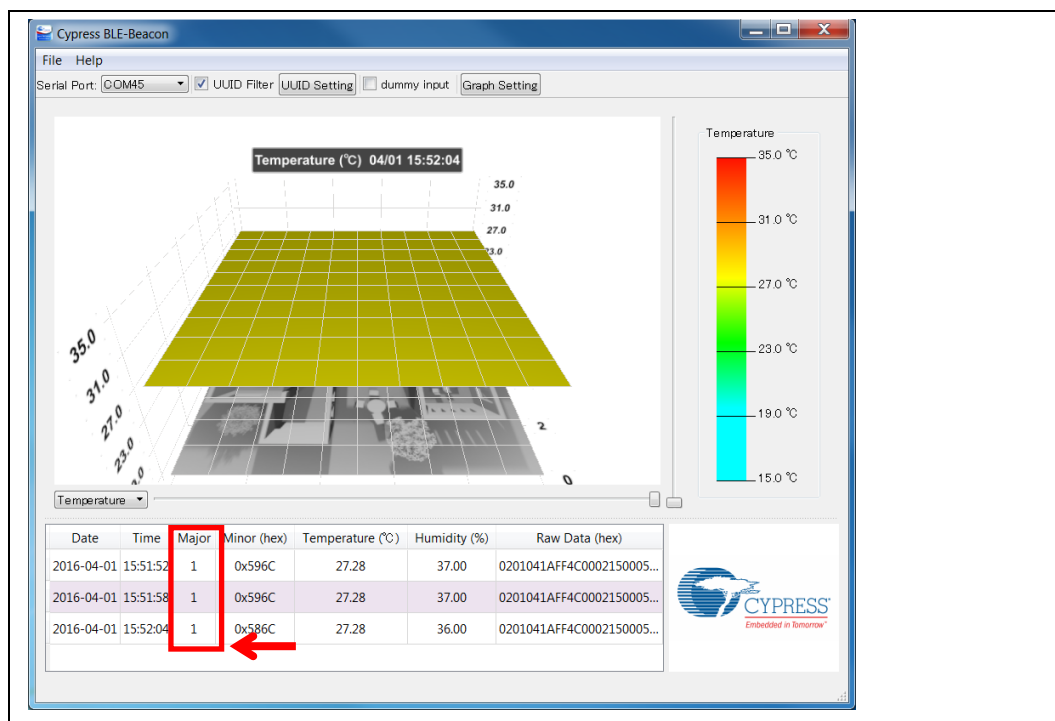 Cypress BLE-Beacon
File Help
Serial Port: COM45 UUID Filter UUID Setting dummy input Graph Setting
Temperature (°C) 04/01 15:52:04
35.0
31.0
27.0
23.0
35.0
31.0
27.0
23.0
2
0
Temperature
35.0 ℃
31.0 ℃
27.0 ℃
23.0 ℃
19.0 ℃
15.0 ℃
Temperature
Date Time Major Minor (hex) Temperature (℃) Humidity (%) Raw Data (hex)
2016-04-01 15:51:52 1 0x596C 27.28 37.00 0201041AFF4C0002150005...
2016-04-01 15:51:58 1 0x596C 27.28 37.00 0201041AFF4C0002150005...
2016-04-01 15:52:04 1 0x586C 27.28 36.00 0201041AFF4C0002150005...
CYPRESS
Embedded in Tomorrow™